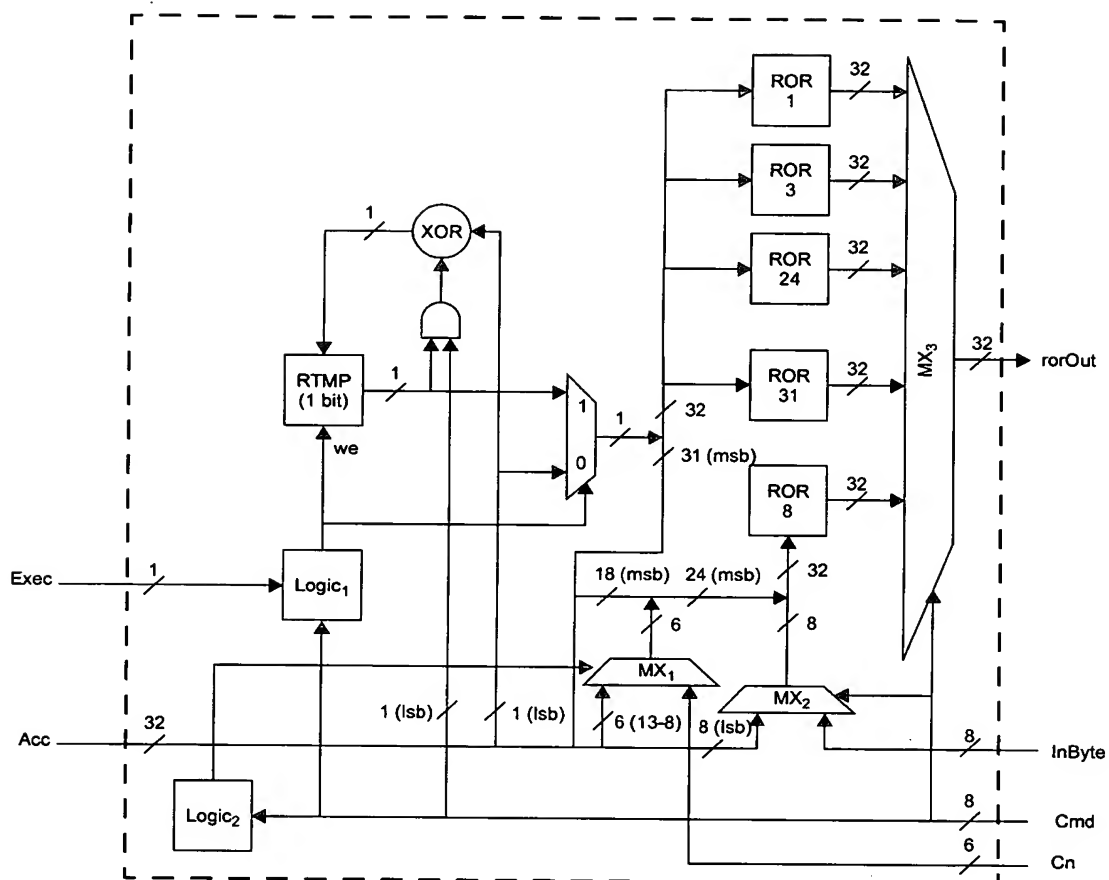 ROR
1
32
ROR
3
32
ROR
24
32
ROR
31
32
ROR
8
32
MX3
32
rorOut
1
XOR
RTMP
(1 bit)
1
we
1
0
1
32
31 (msb)
Exec
1
Logic1
18 (msb)
24 (msb)
32
6
8
MX1
MX2
1 (lsb)
1 (lsb)
6 (13–8)
8 (lsb)
Acc
32
8
InByte
Logic2
8
Cmd
6
Cn